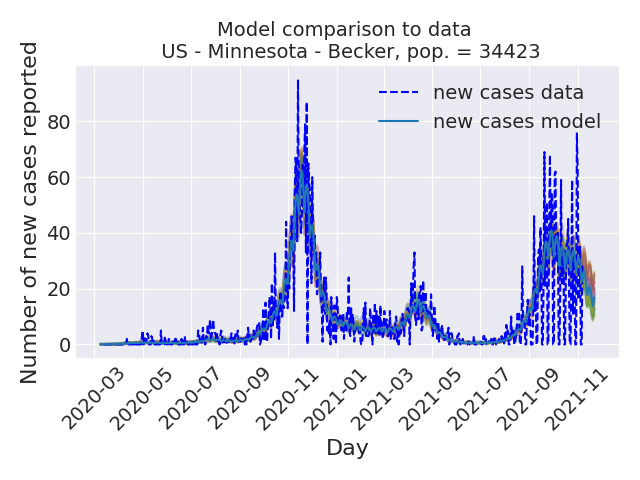 Model comparison to data
US - Minnesota - Becker, pop. = 34423
Number of new cases reported
80
60
40
20
0
new cases data
new cases model
2020-03
2020-05
2020-07
2020-09
2020-11
2021-01
2021-03
2021-05
2021-07
2021-09
2021-11
Day